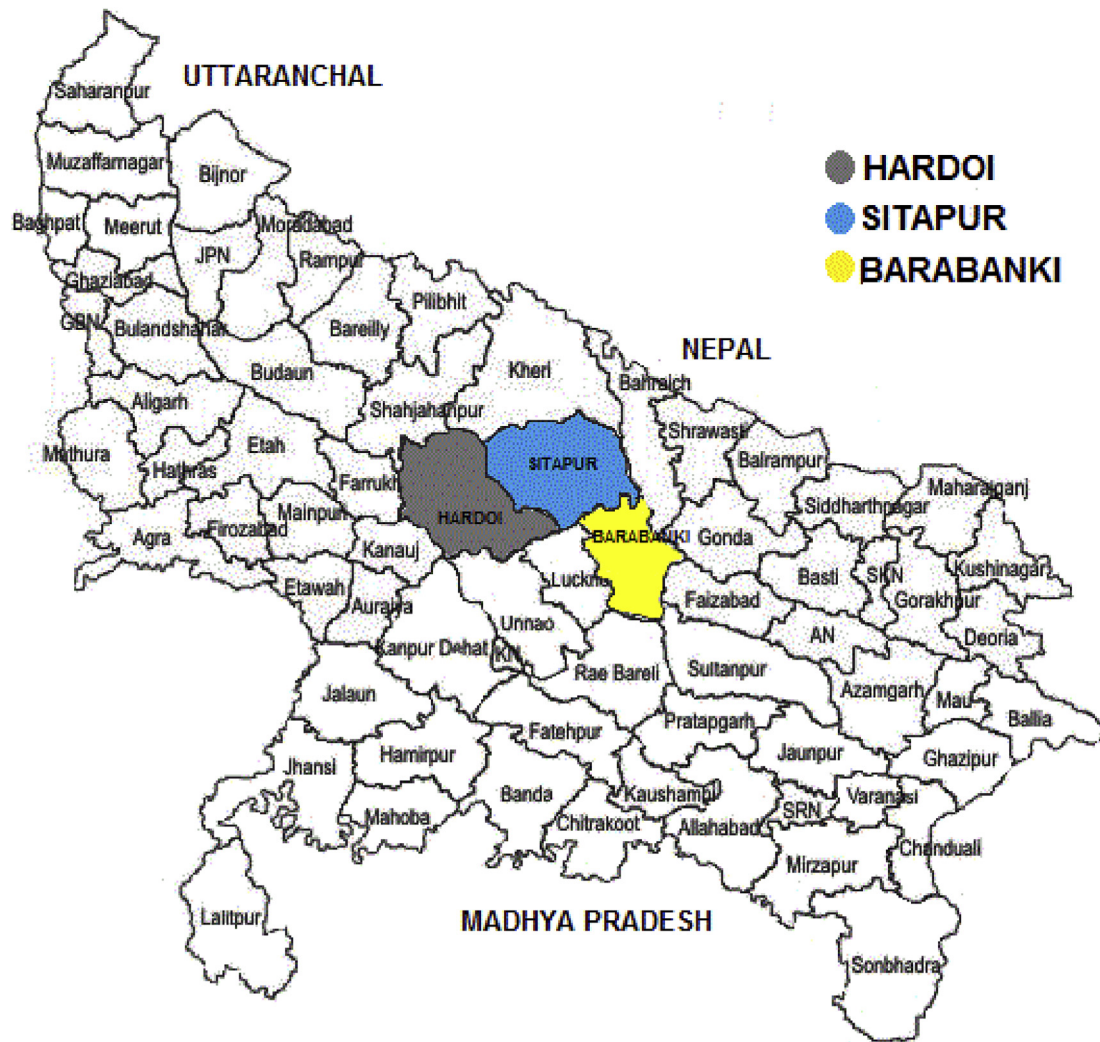 UTTARANCHAL
Saharanpur
Muzaffarnagar
Bijnor
HARDOI
Baghpat
Meerut
Moradabad
SITAPUR
JPN
Rampur
BARABANKI
Ghaziabad
Pilibhit
GBN
Bulandshahar
Bareilly
NEPAL
Budaun
Kheri
Bahraich
Aligarh
Shahjahanpur
Shrawasti
Mathura
Etah
Balrampur
Hathras
Farrukh
SITAPUR
Maharajganj
Siddharthnagar
Mainpuri
HARDOI
Agra
Firozabad
Kanauj
BARABANKI
Gonda
Basti
SKN
Kushinagar
Etawah
Auraiya
Luckno
Faizabad
Gorakhpur
Unnao
AN
Deoria
Kanpur Dehat
KN
Rae Bareli
Sultanpur
Jalaun
Azamgarh
Mau
Ballia
Fatehpur
Pratapgarh
Hamirpur
Jaunpur
Ghazipur
Jhansi
Banda
Kaushambi
Varanasi
Mahoba
Chitrakoot
Allahabad
SRN
Mirzapur
Chanduali
Lalitpur
MADHYA PRADESH
Sonbhadra